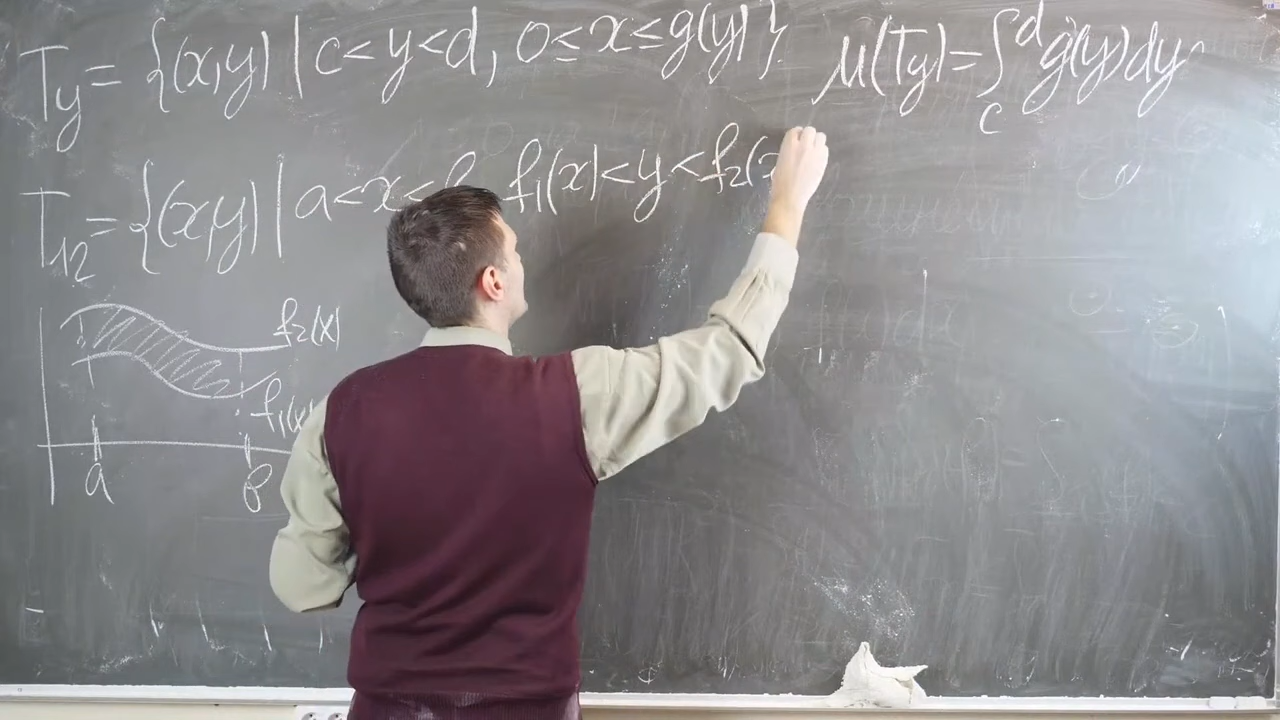 T_y = {(x,y) | c<y<d, 0≤x≤g(y)}. μ(T_y)=∫_c^d g(y)dy
T_12 = {(x,y) | a<x< f_1(x)<y<f_2(x
f_2(x)
f_1(x)
a b